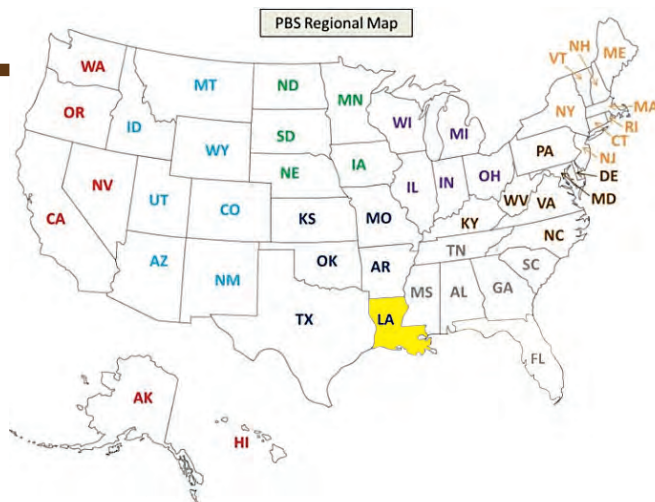 PBS Regional Map
WA
OR
CA
NV
AK
HI
MT
ID
WY
UT
CO
AZ
NM
ND
SD
NE
MN
IA
KS
MO
OK
AR
TX
LA
WI
MI
IL
IN
OH
KY
WV
VA
PA
NC
DE
MD
TN
MS
AL
GA
SC
FL
VT
NH
ME
NY
MA
RI
CT
NJ